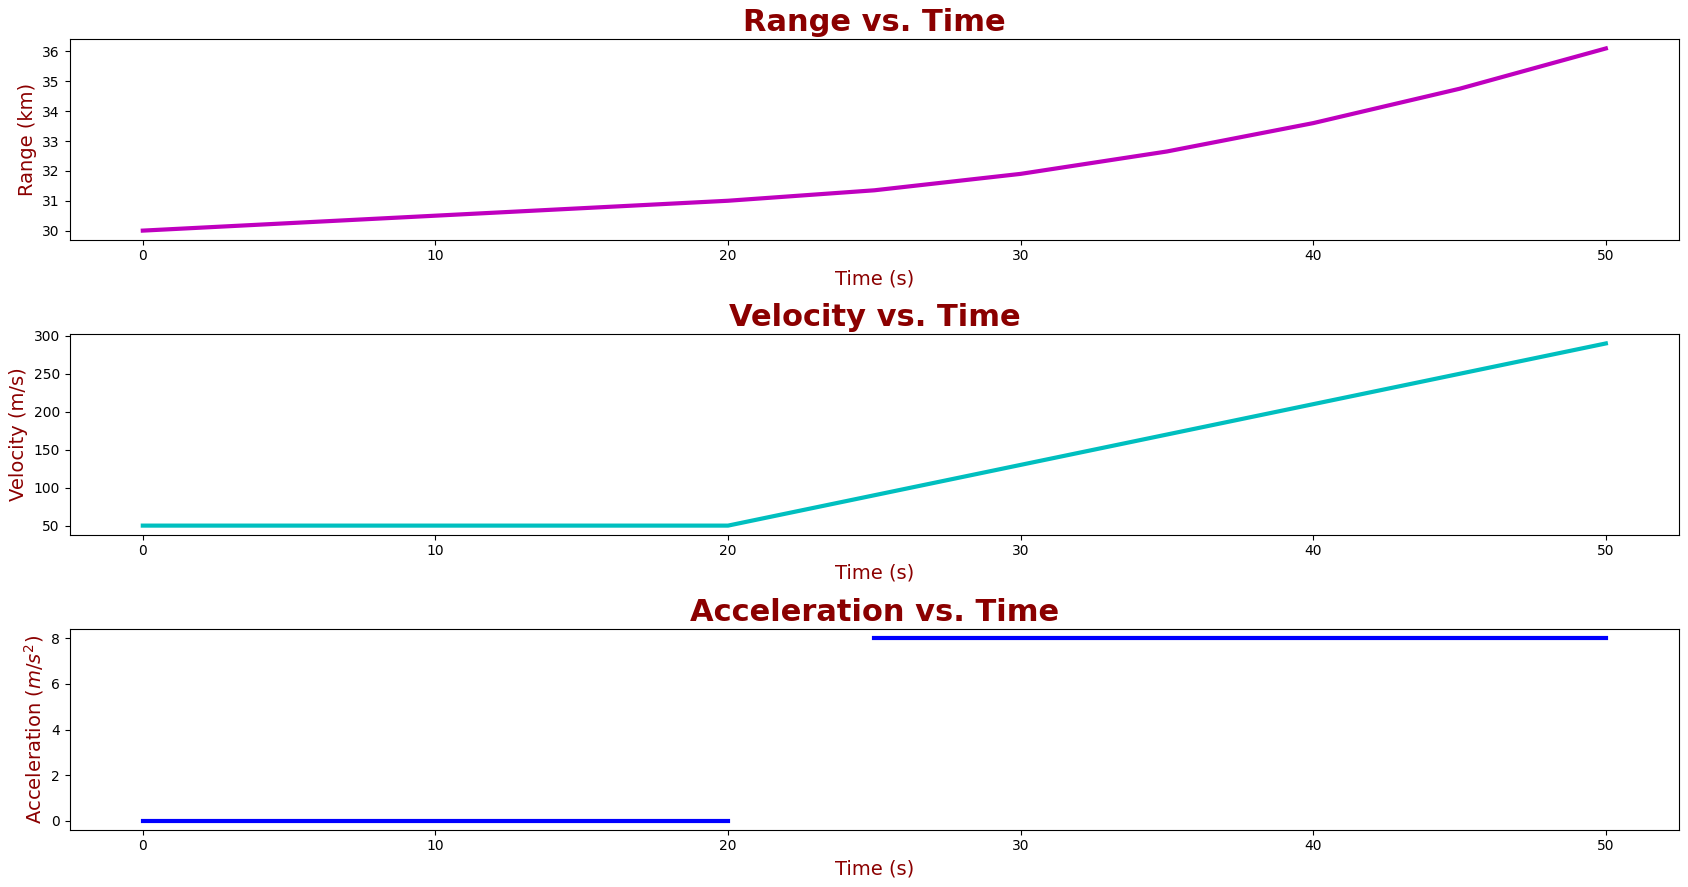 Range vs. Time
Range (km)
36
35
34
33
32
31
30
0 10 20 30 40 50
Time (s)
Velocity vs. Time
Velocity (m/s)
300
250
200
150
100
50
0 10 20 30 40 50
Time (s)
Acceleration vs. Time
Acceleration (m/s²)
8
6
4
2
0
0 10 20 30 40 50
Time (s)